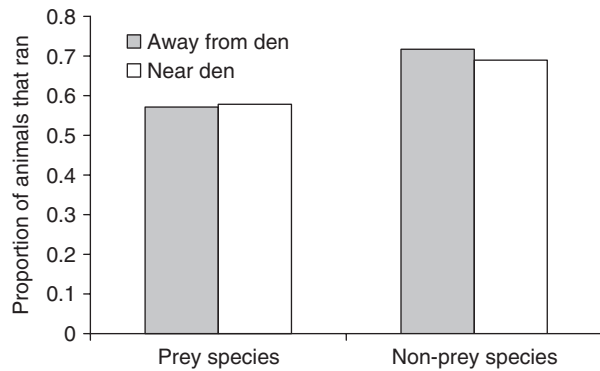 Proportion of animals that ran
0.8
0.7
0.6
0.5
0.4
0.3
0.2
0.1
0
Away from den
Near den
Prey species
Non-prey species